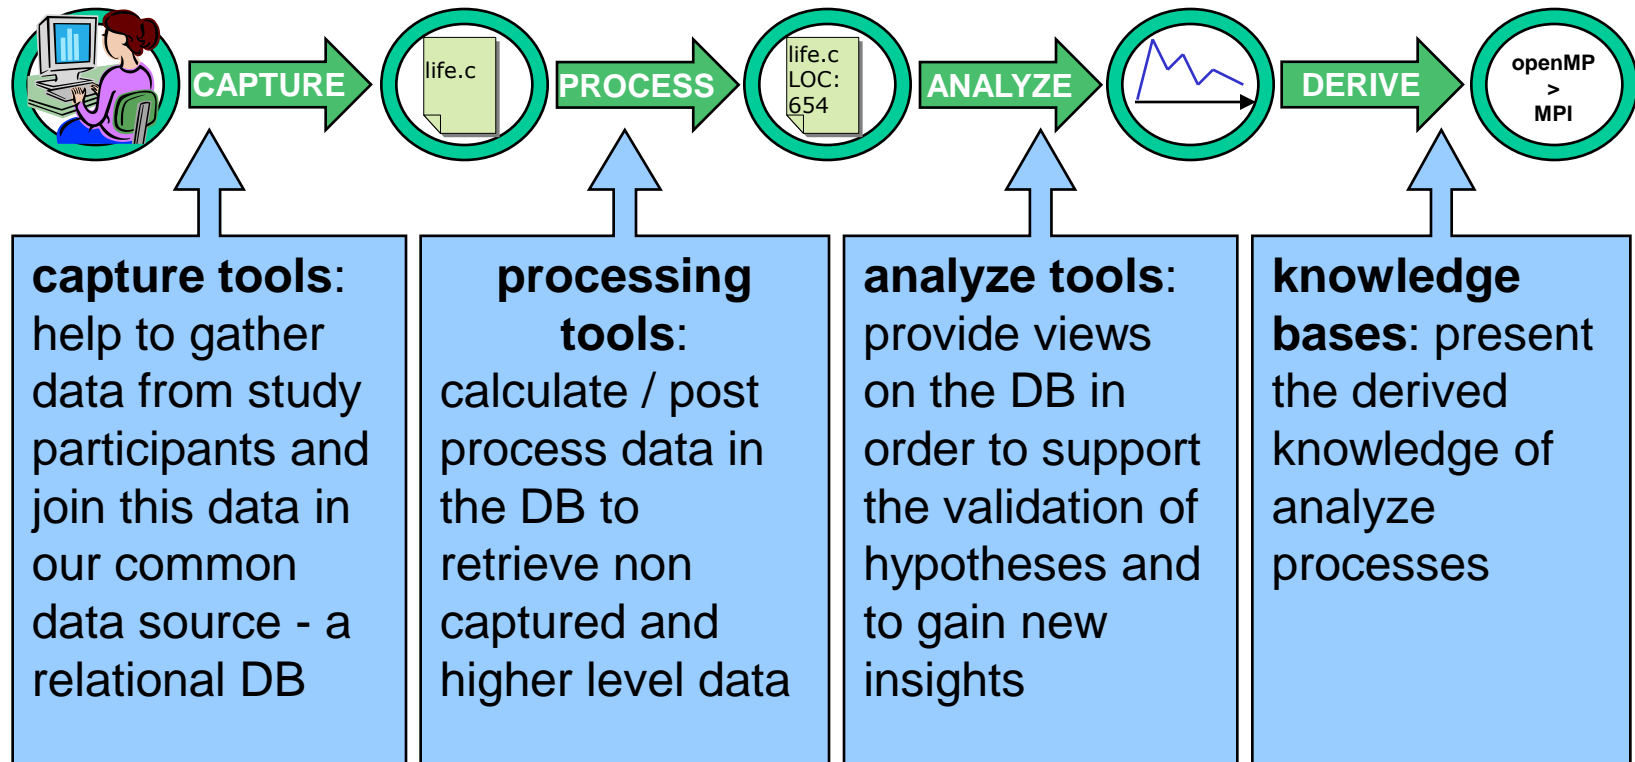 CAPTURE
life.c
PROCESS
life.c
LOC:
654
ANALYZE
DERIVE
openMP
>
MPI
capture tools:
help to gather
data from study
participants and
join this data in
our common
data source - a
relational DB
processing
tools:
calculate / post
process data in
the DB to
retrieve non
captured and
higher level data
analyze tools:
provide views
on the DB in
order to support
the validation of
hypotheses and
to gain new
insights
knowledge
bases: present
the derived
knowledge of
analyze
processes